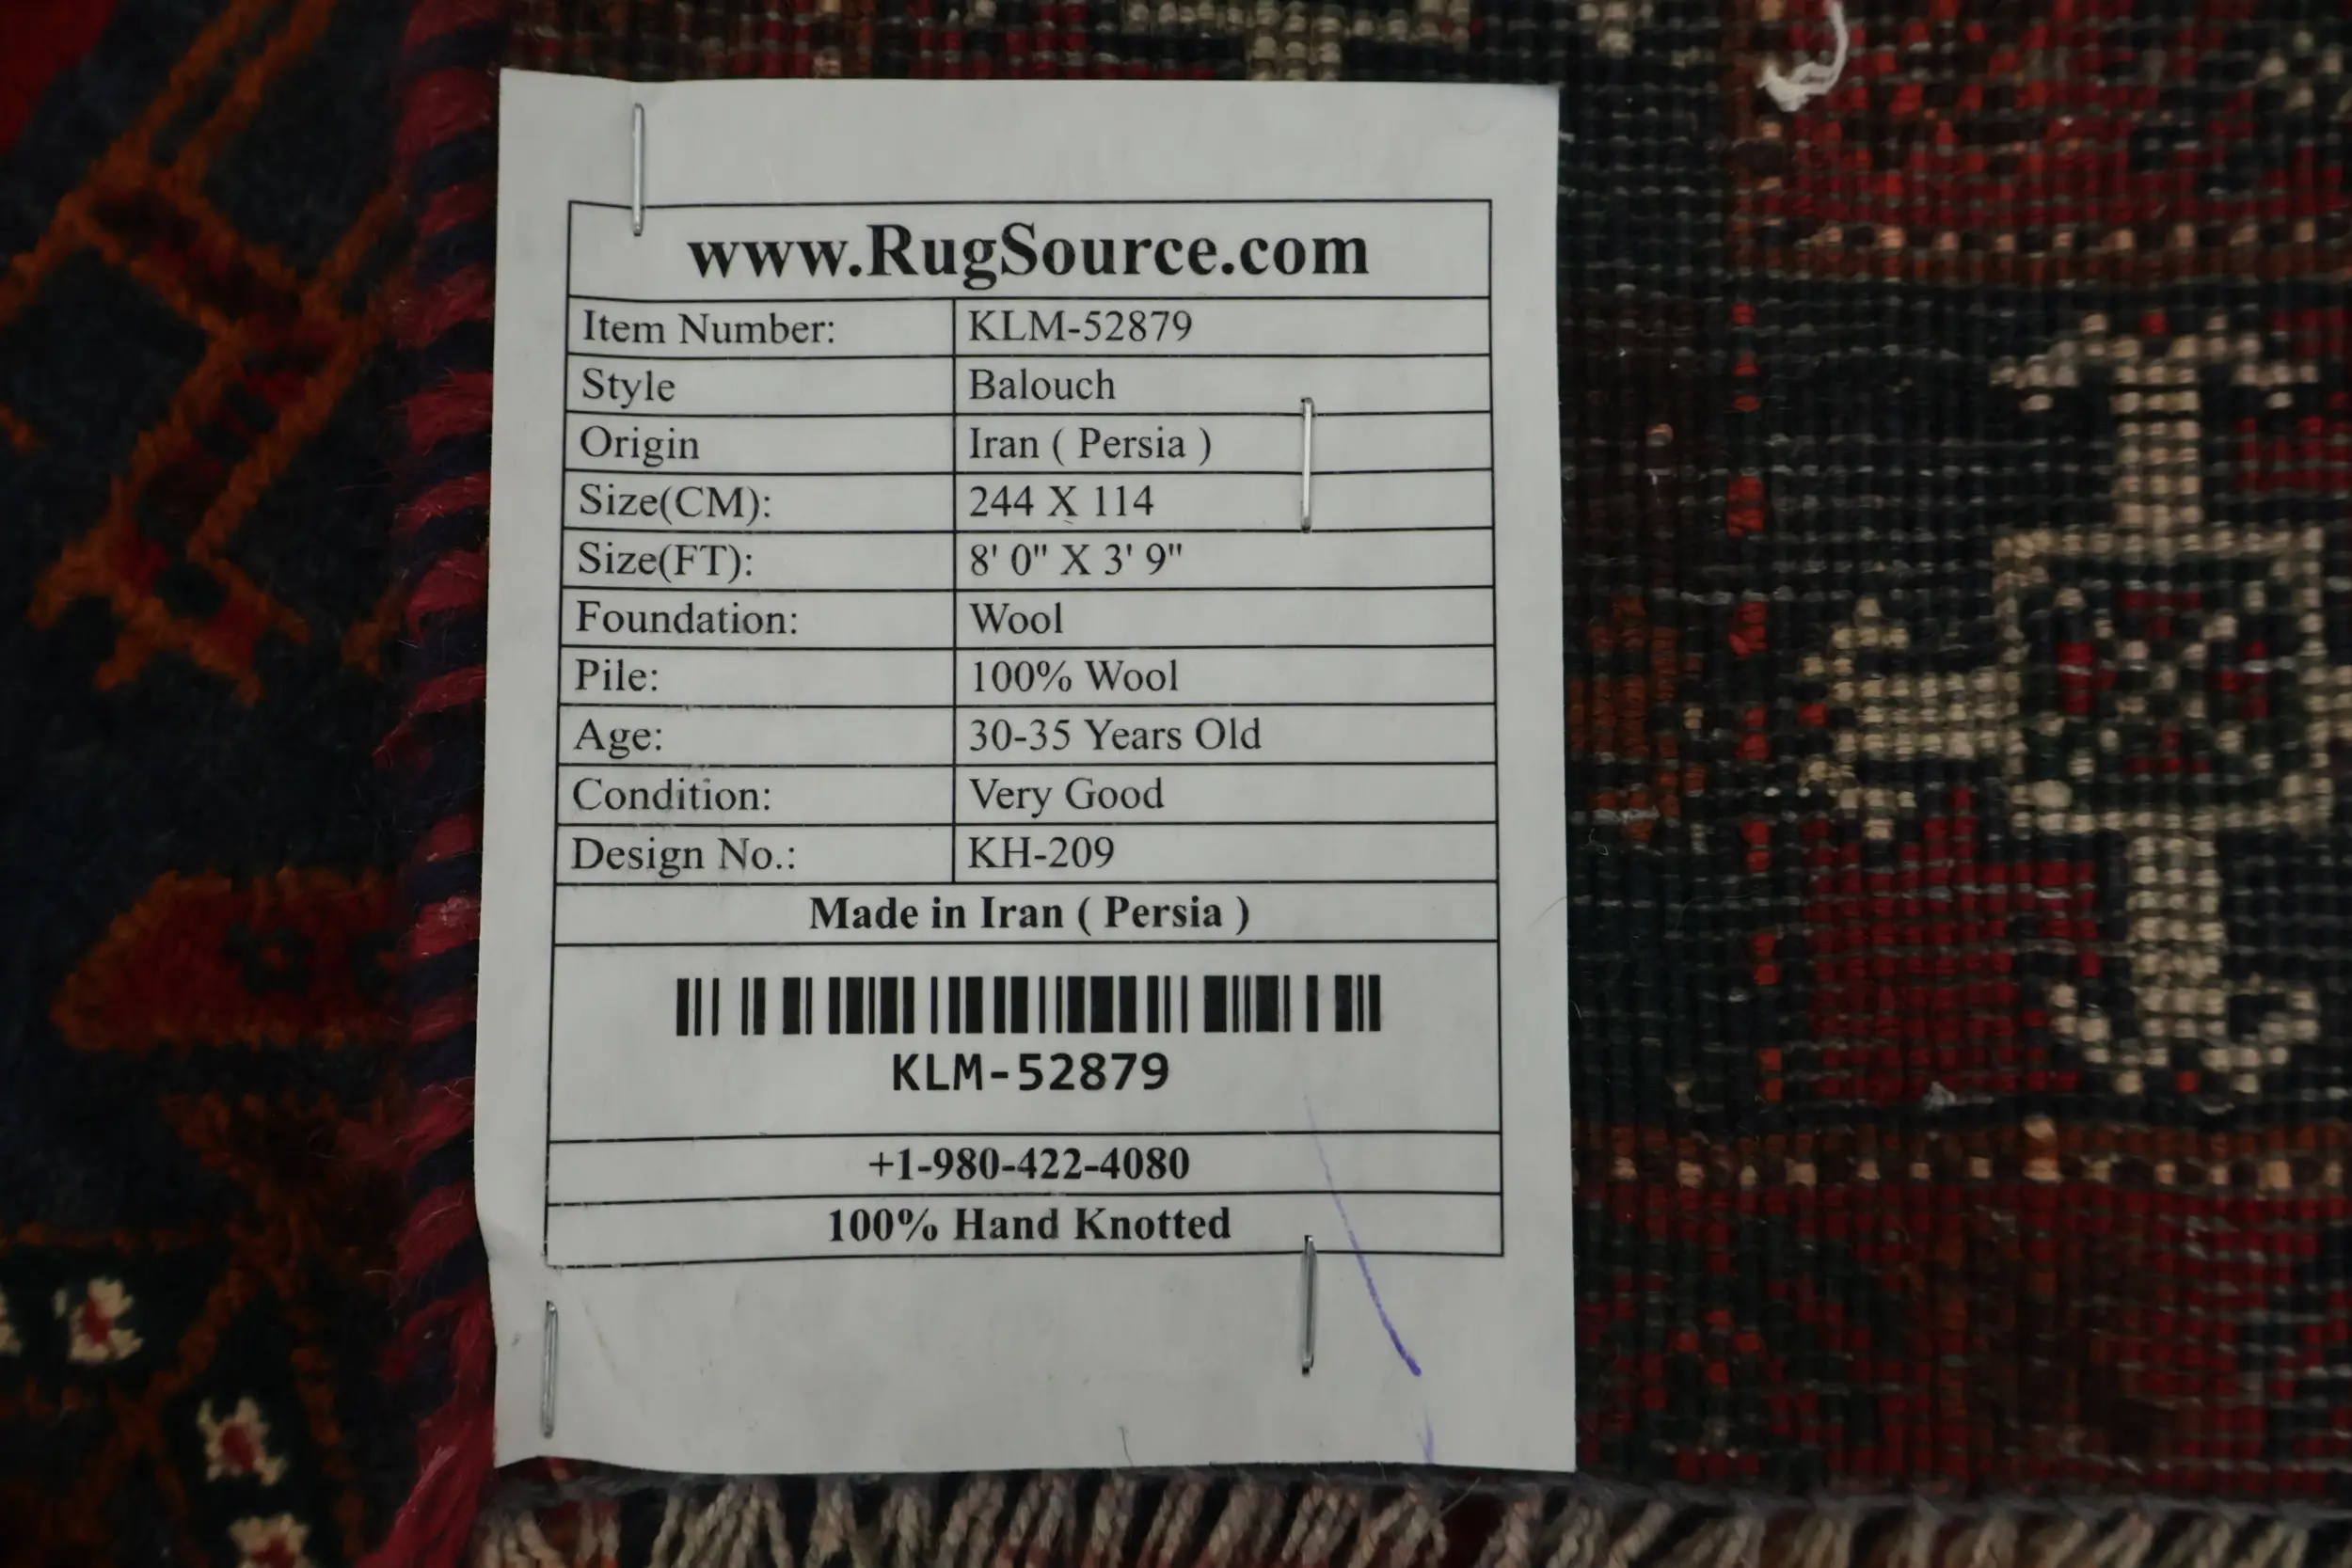 www.RugSource.com
Item Number: KLM-52879
Style Balouch
Origin Iran ( Persia )
Size(CM): 244 X 114
Size(FT): 8' 0" X 3' 9"
Foundation: Wool
Pile: 100% Wool
Age: 30-35 Years Old
Condition: Very Good
Design No.: KH-209
Made in Iran ( Persia )
KLM-52879
+1-980-422-4080
100% Hand Knotted